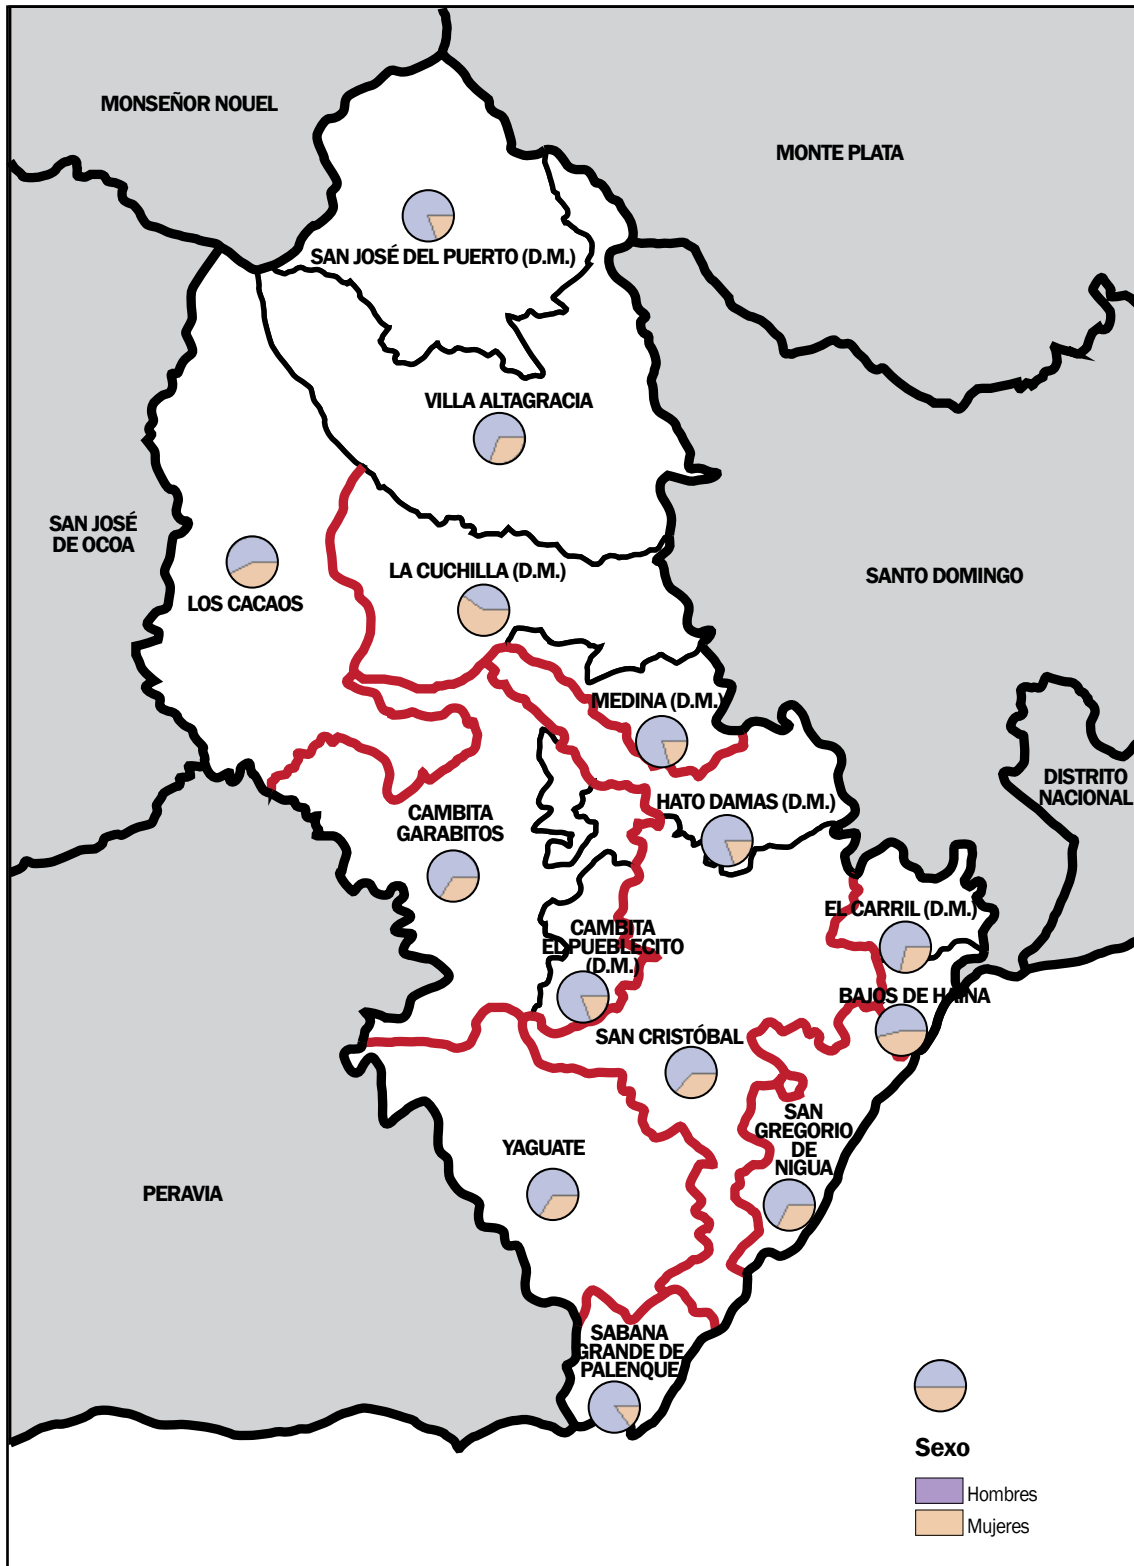 MONSEÑOR NOUEL
MONTE PLATA
SAN JOSÉ DEL PUERTO (D.M.)
VILLA ALTAGRACIA
SAN JOSÉ
DE OCOA
LA CUCHILLA (D.M.)
SANTO DOMINGO
LOS CACAOS
MEDINA (D.M.)
DISTRITO
NACIONAL
HATO DAMAS (D.M.)
CAMBITA
GARABITOS
EL CARRIL (D.M.)
CAMBITA
EL PUEBLECITO
(D.M.)
BAJOS DE HAINA
SAN CRISTÓBAL
SAN
GREGORIO
DE
NIGUA
YAGUATE
PERAVIA
SABANA
GRANDE DE
PALENQUE
Sexo
Hombres
Mujeres